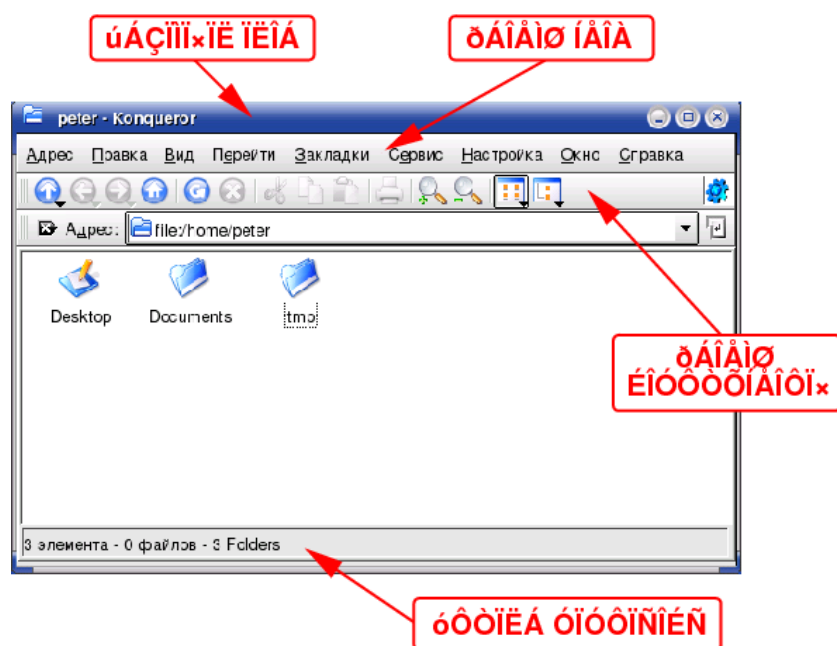 úÁÇÏÌÏ×ÏË ÏËÎÁ
ðÁÎÅÌØ ÍÅÎÀ
peter - Konqueror
Адрес Правка Вид Перейти Закладки Сервис Настройка Окно Справка
Адрес: file:/home/peter
Desktop Documents tmp
ðÁÎÅÌØ
ÉÎÓÔÒÕÍÅÎÔÏ×
3 элемента - 0 файлов - 3 Folders
óÔÒÏËÁ ÓÏÓÔÏÑÎÉÑ